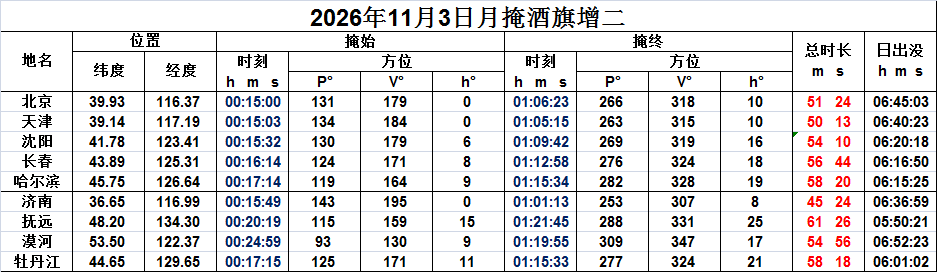 2026年11月3日月掩酒旗增二
地名 位置 掩始 掩终 总时长 m s 日出没 h m s
纬度 经度 时刻 h m s 方位 时刻 h m s 方位
P° V° h° P° V° h°
北京 39.93 116.37 00:15:00 131 179 0 01:06:23 266 318 10 51 24 06:45:03
天津 39.14 117.19 00:15:03 134 184 0 01:05:15 263 315 10 50 13 06:40:23
沈阳 41.78 123.41 00:15:32 130 179 6 01:09:42 269 319 16 54 10 06:20:18
长春 43.89 125.31 00:16:14 124 171 8 01:12:58 276 324 18 56 44 06:16:50
哈尔滨 45.75 126.64 00:17:14 119 164 9 01:15:34 282 328 19 58 20 06:15:25
济南 36.65 116.99 00:15:49 143 195 0 01:01:13 253 307 8 45 24 06:36:59
抚远 48.20 134.30 00:20:19 115 159 15 01:21:45 288 331 25 61 26 05:50:21
漠河 53.50 122.37 00:24:59 93 130 9 01:19:55 309 347 17 54 56 06:52:23
牡丹江 44.65 129.65 00:17:15 125 171 11 01:15:33 277 324 21 58 18 06:01:02